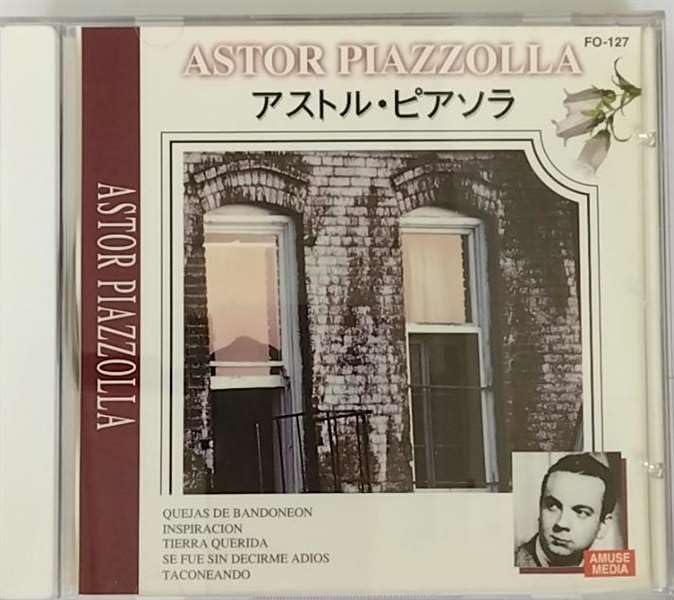 FO-127
ASTOR PIAZZOLLA
アストル・ピアソラ
ASTOR PIAZZOLLA
QUEJAS DE BANDONEON
INSPIRACION
TIERRA QUERIDA
SE FUE SIN DECIRME ADIOS
TACONEANDO
AMUSE
MEDIA